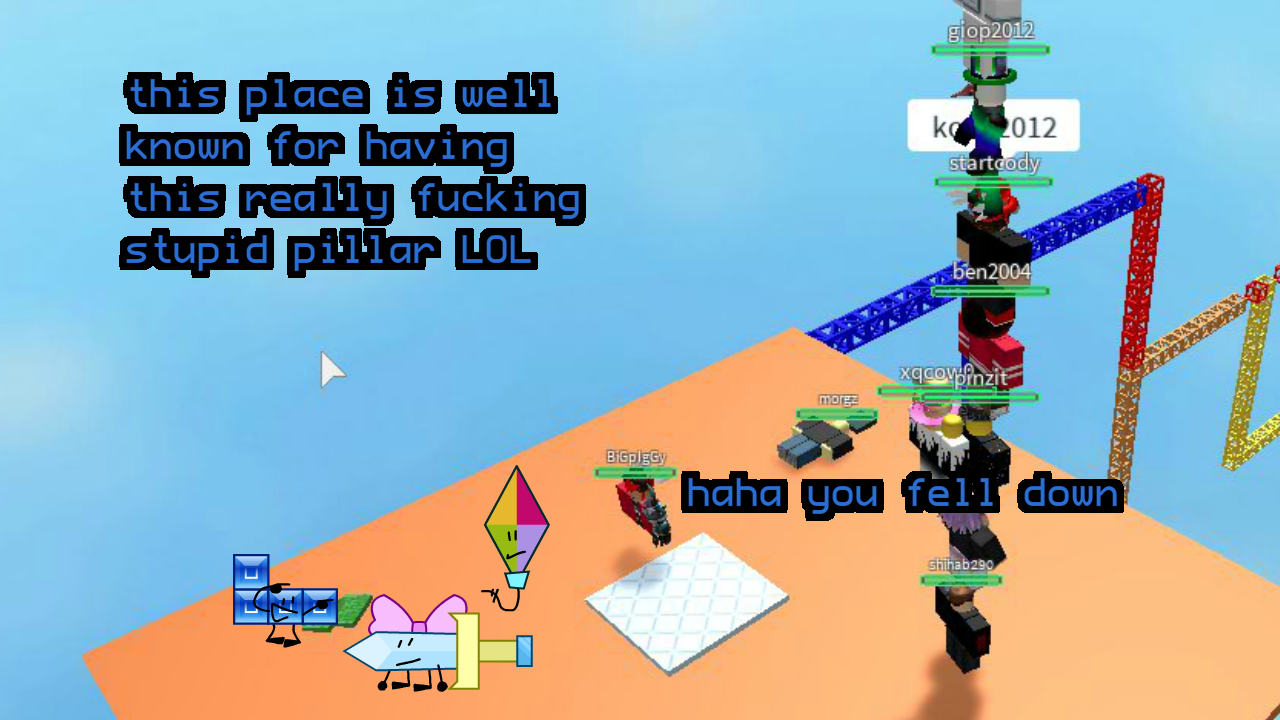 giop2012
this place is well
known for having
this really fucking
stupid pillar LOL
2012
startcody
ben2004
pinzit
morgz
BiGpIgGy
haha you fell down
shihab290